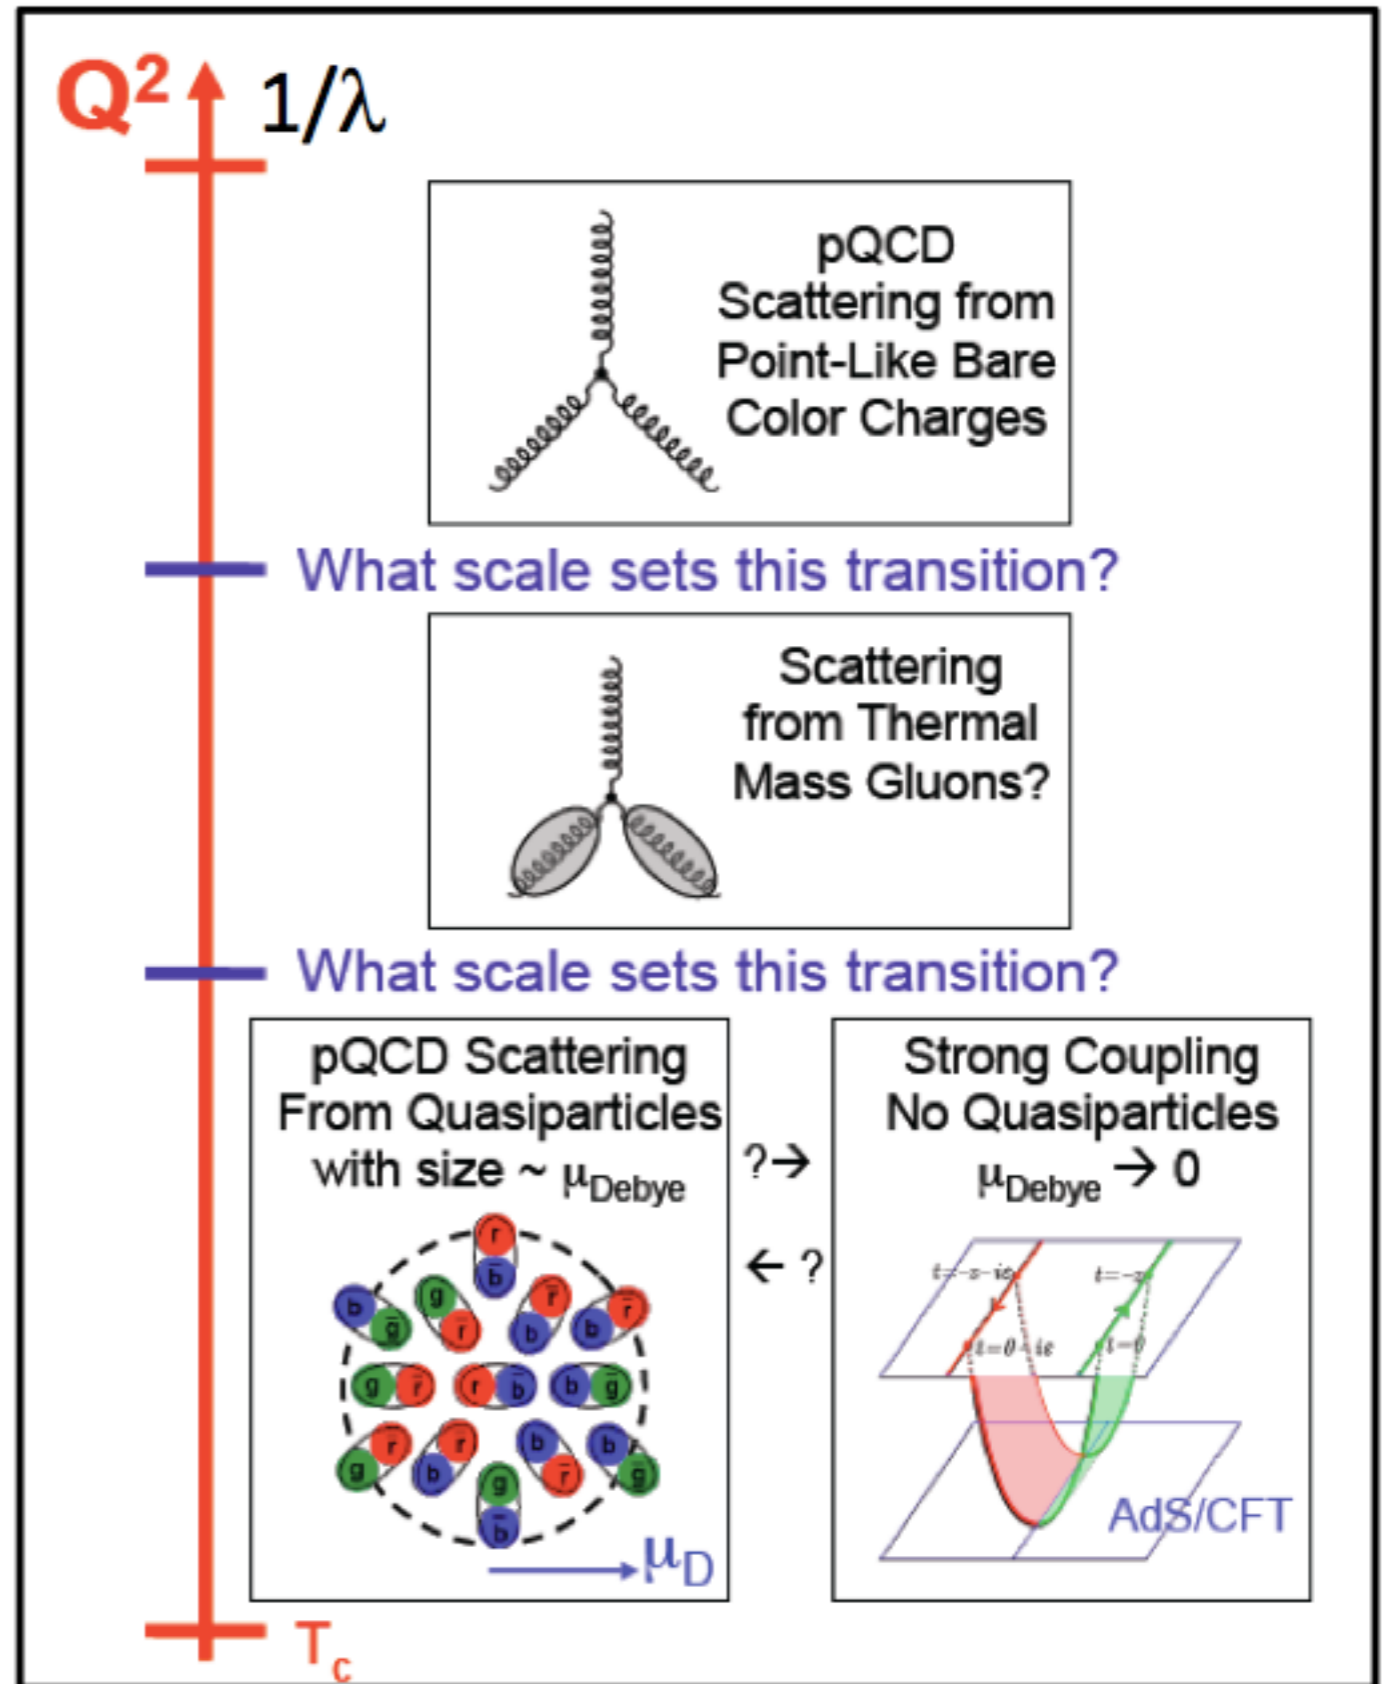 Q² 1/λ
pQCD
Scattering from
Point-Like Bare
Color Charges
What scale sets this transition?
Scattering
from Thermal
Mass Gluons?
What scale sets this transition?
pQCD Scattering
From Quasiparticles
with size ~ μDebye
?→
← ?
Strong Coupling
No Quasiparticles
μDebye → 0
r
b̄
b ḡ
g r̄
r̄ b
b r̄
g r̄
r b̄
b ḡ
g r̄
b r̄
b r̄
b ḡ
g
b̄
μD
t=0
AdS/CFT
Tc